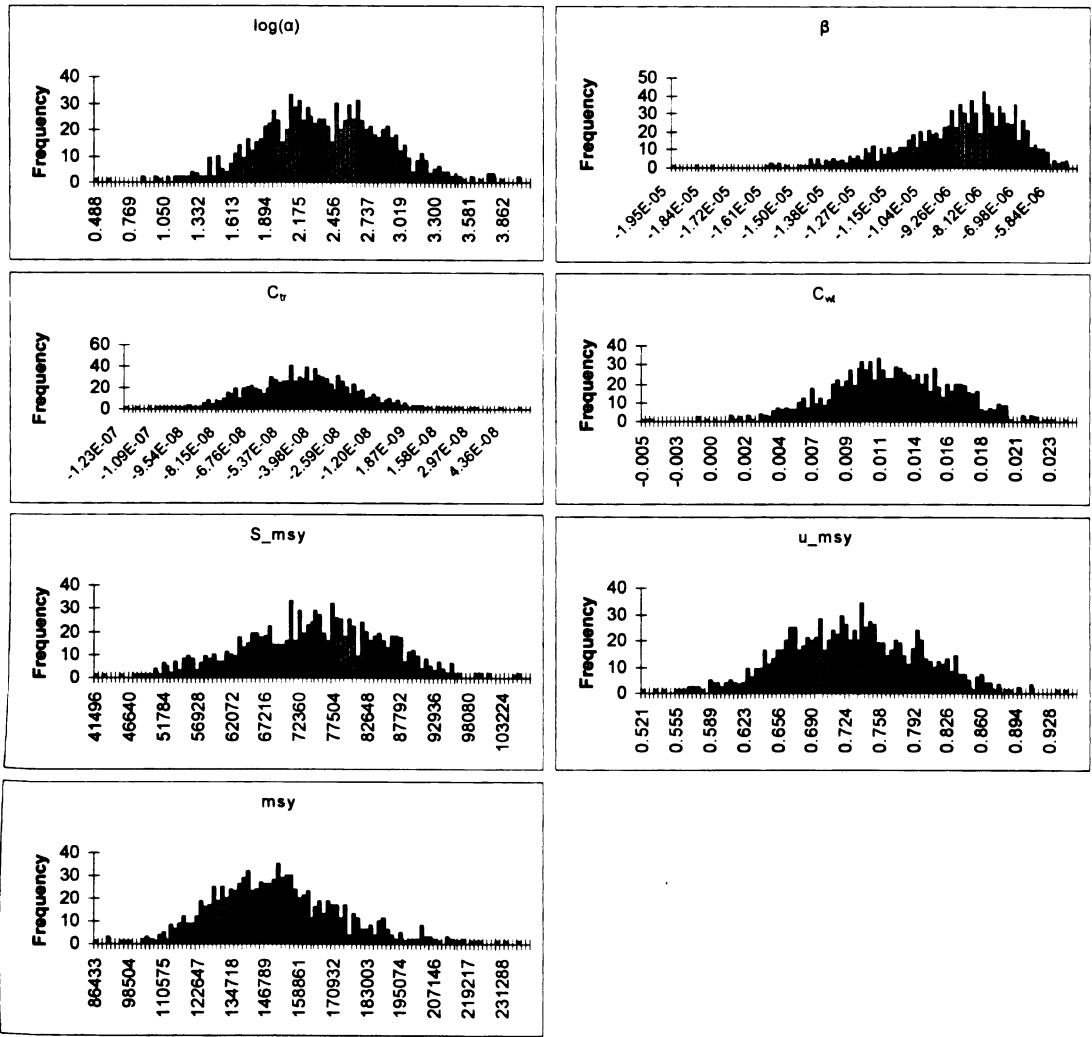 log(α)
Frequency
40
30
20
10
0
0.488
0.769
1.050
1.332
1.613
1.894
2.175
2.456
2.737
3.019
3.300
3.581
3.862
β
Frequency
50
40
30
20
10
0
-1.95E-05
-1.84E-05
-1.72E-05
-1.61E-05
-1.50E-05
-1.38E-05
-1.27E-05
-1.15E-05
-1.04E-05
-9.26E-06
-8.12E-06
-6.98E-06
-5.84E-06
C_tr
Frequency
60
40
20
0
-1.23E-07
-1.09E-07
-9.54E-08
-8.15E-08
-6.76E-08
-5.37E-08
-3.98E-08
-2.59E-08
-1.20E-08
1.87E-09
1.58E-08
2.97E-08
4.36E-08
C_wt
Frequency
40
30
20
10
0
-0.005
-0.003
0.000
0.002
0.004
0.007
0.009
0.011
0.014
0.016
0.018
0.021
0.023
S_msy
Frequency
40
30
20
10
0
41496
46640
51784
56928
62072
67216
72360
77504
82648
87792
92936
98080
103224
u_msy
Frequency
40
30
20
10
0
0.521
0.555
0.589
0.623
0.656
0.690
0.724
0.758
0.792
0.826
0.860
0.894
0.928
msy
Frequency
40
30
20
10
0
86433
98504
110575
122647
134718
146789
158861
170932
183003
195074
207146
219217
231288